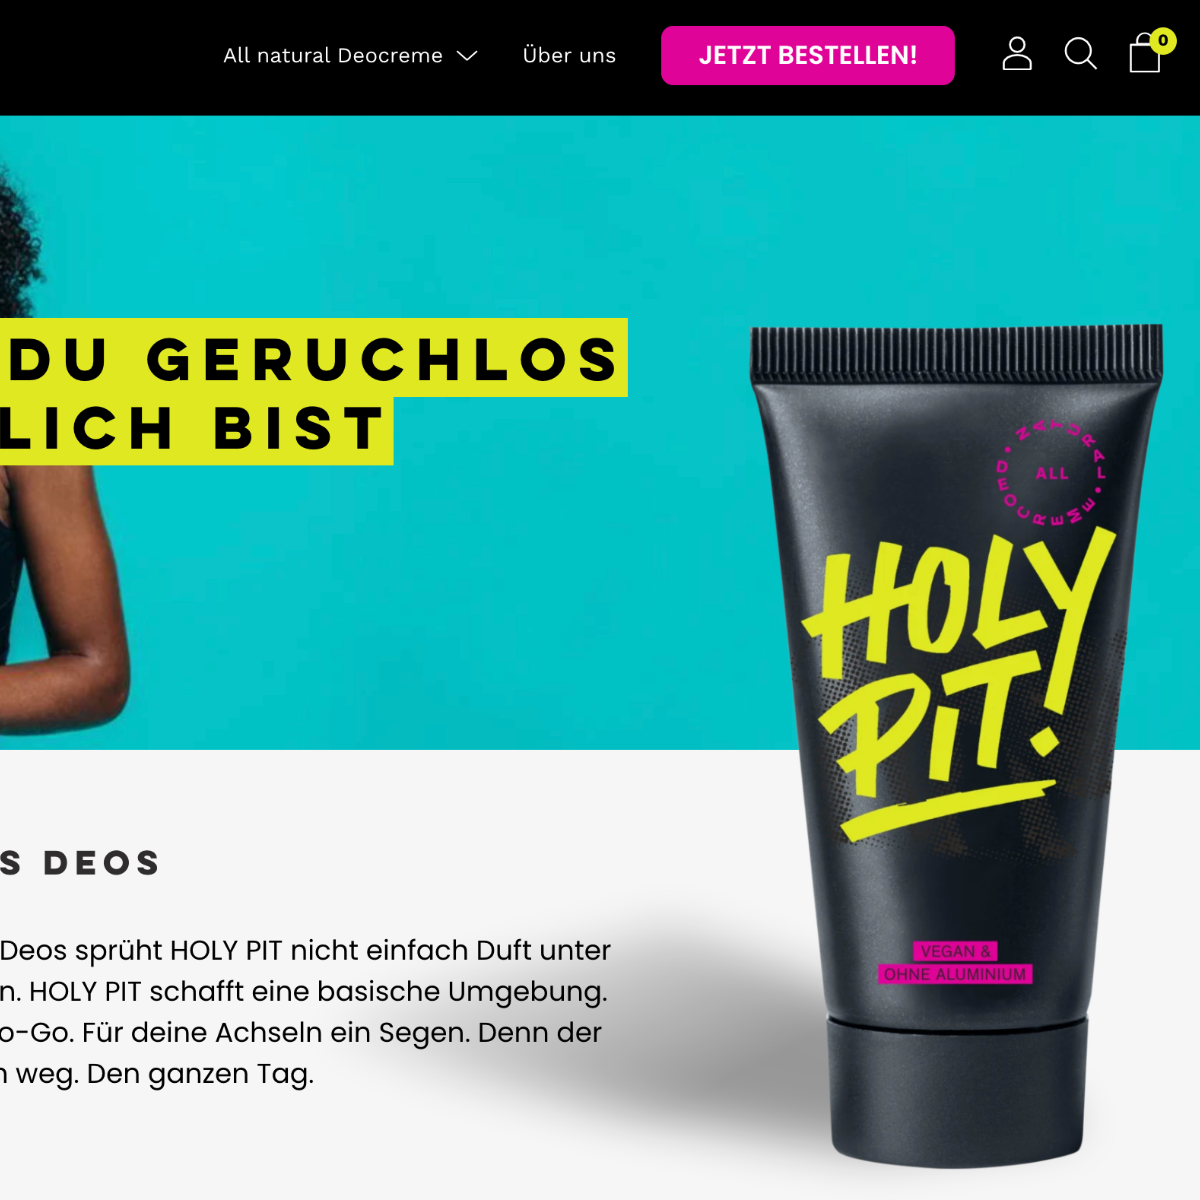 All natural Deocreme
Über uns
JETZT BESTELLEN!
0
DU GERUCHLOS
LICH BIST
NATURAL • DEOCREME •
ALL
HOLY
PIT!
VEGAN &
OHNE ALUMINIUM
S DEOS
Deos sprüht HOLY PIT nicht einfach Duft unter
n. HOLY PIT schafft eine basische Umgebung.
o-Go. Für deine Achseln ein Segen. Denn der
n weg. Den ganzen Tag.